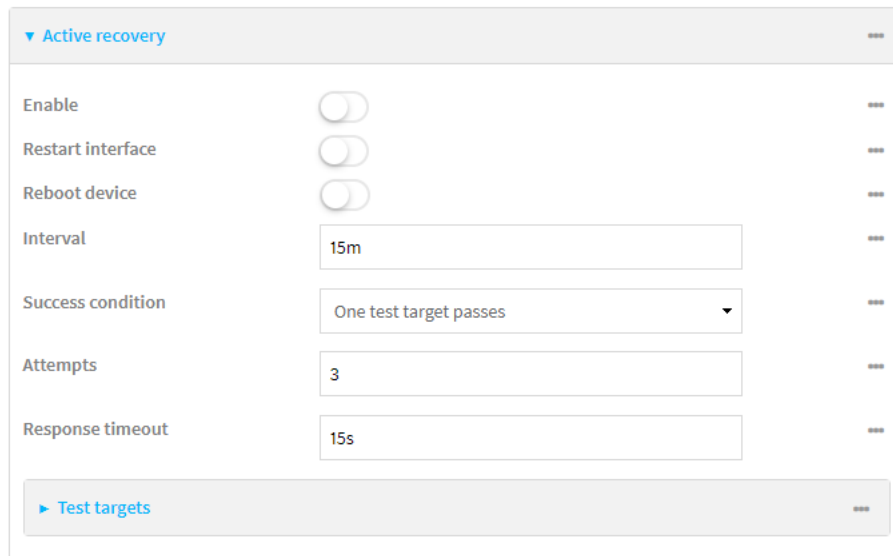 Active recovery
Enable
Restart interface
Reboot device
Interval
15m
Success condition
One test target passes
Attempts
3
Response timeout
15s
Test targets